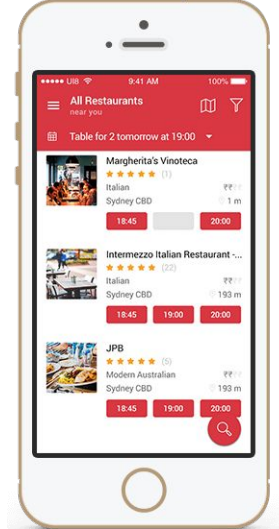 UI8 9:41 AM 100%
All Restaurants
near you
Table for 2 tomorrow at 19:00
Margherita's Vinoteca
(1)
Italian ₹₹₹₹
Sydney CBD 1 m
18:45 20:00
Intermezzo Italian Restaurant -...
(22)
Italian ₹₹₹₹
Sydney CBD 193 m
18:45 19:00 20:00
JPB
(5)
Modern Australian ₹₹₹₹
Sydney CBD 193 m
18:45 19:00 20:00